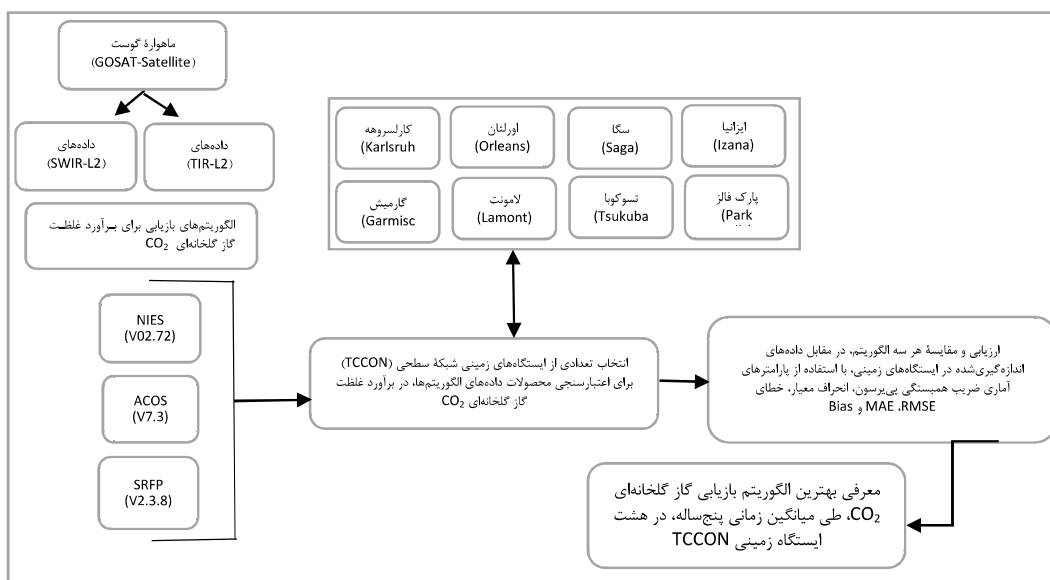 ماهوارهٔ گوست
(GOSAT-Satellite)
داده‌های
(SWIR-L2)
داده‌های
(TIR-L2)
الگوریتم‌های بازیابی برای بـرآورد غلظـت
گاز گلخانه‌ای CO2
NIES
(V02.72)
ACOS
(V7.3)
SRFP
(V2.3.8)
کارلسروهه
(Karlsruh
اورلئان
(Orleans)
سگا
(Saga)
ایزانیا
(Izana)
گارمیش
(Garmisc
لامونت
(Lamont)
تسوکوبا
(Tsukuba
پارک فالز
(Park
انتخاب تعدادی از ایستگاه‌های زمینی شبکهٔ سطحی (TCCON)
برای اعتبارسنجی محصولات داده‌های الگوریتم‌ها، در برآورد غلظت
گاز گلخانه‌ای CO2
ارزیابی و مقایسهٔ هر سه الگوریتم، در مقابل داده‌های
اندازه‌گیری‌شده در ایستگاه‌های زمینی، با استفاده از پارامترهای
آماری ضریب همبستگی پی‌یرسون، انحراف معیار، خطای
RMSE، MAE و Bias
معرفی بهترین الگوریتم بازیابی گاز گلخانه‌ای
CO2، طی میانگین زمانی پنج‌ساله، در هشت
ایستگاه زمینی TCCON